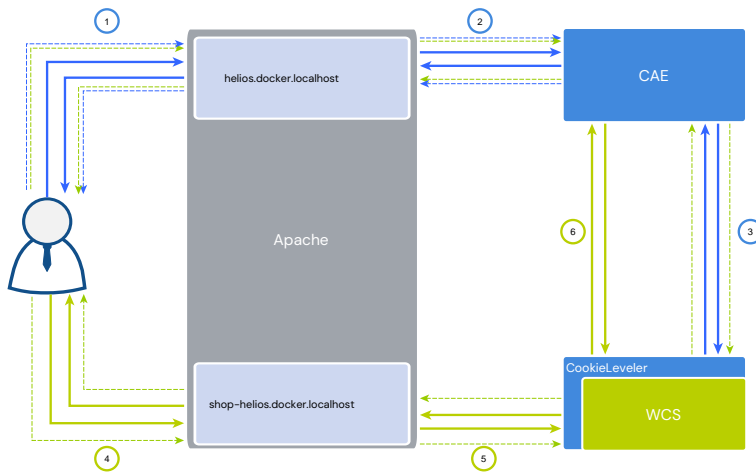 1
2
helios.docker.localhost
CAE
6
3
Apache
CookieLeveler
shop-helios.docker.localhost
WCS
4
5